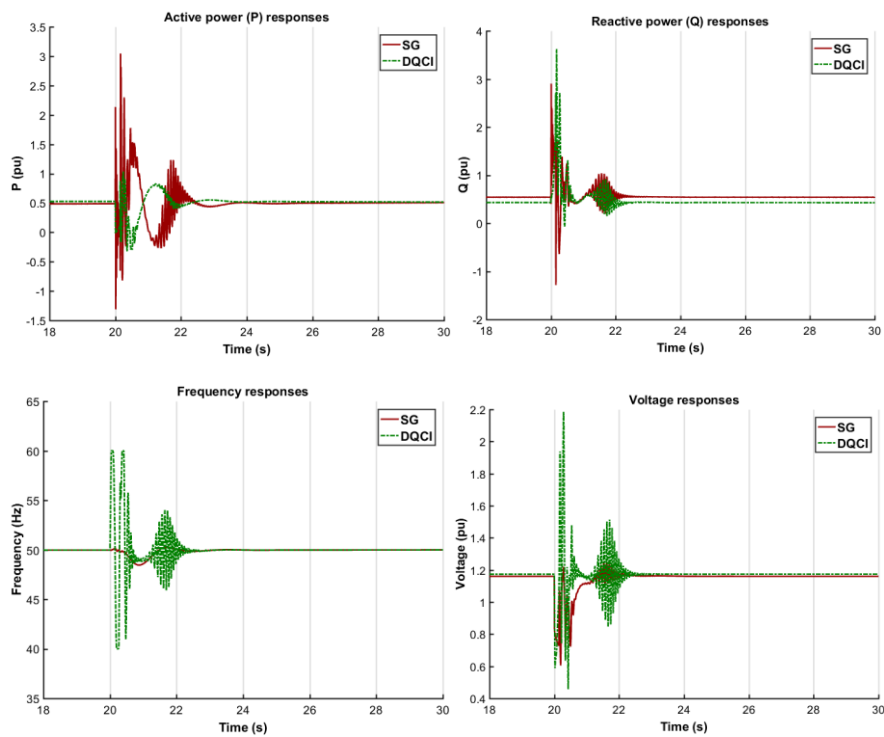 Active power (P) responses
3.5
3
2.5
2
1.5
1
0.5
0
-0.5
-1
-1.5
P (pu)
SG
DQCI
18 20 22 24 26 28 30
Time (s)
Reactive power (Q) responses
4
3
2
1
0
-1
-2
Q (pu)
SG
DQCI
18 20 22 24 26 28 30
Time (s)
Frequency responses
65
60
55
50
45
40
35
Frequency (Hz)
SG
DQCI
18 20 22 24 26 28 30
Time (s)
Voltage responses
2.2
2
1.8
1.6
1.4
1.2
1
0.8
0.6
0.4
Voltage (pu)
SG
DQCI
18 20 22 24 26 28 30
Time (s)